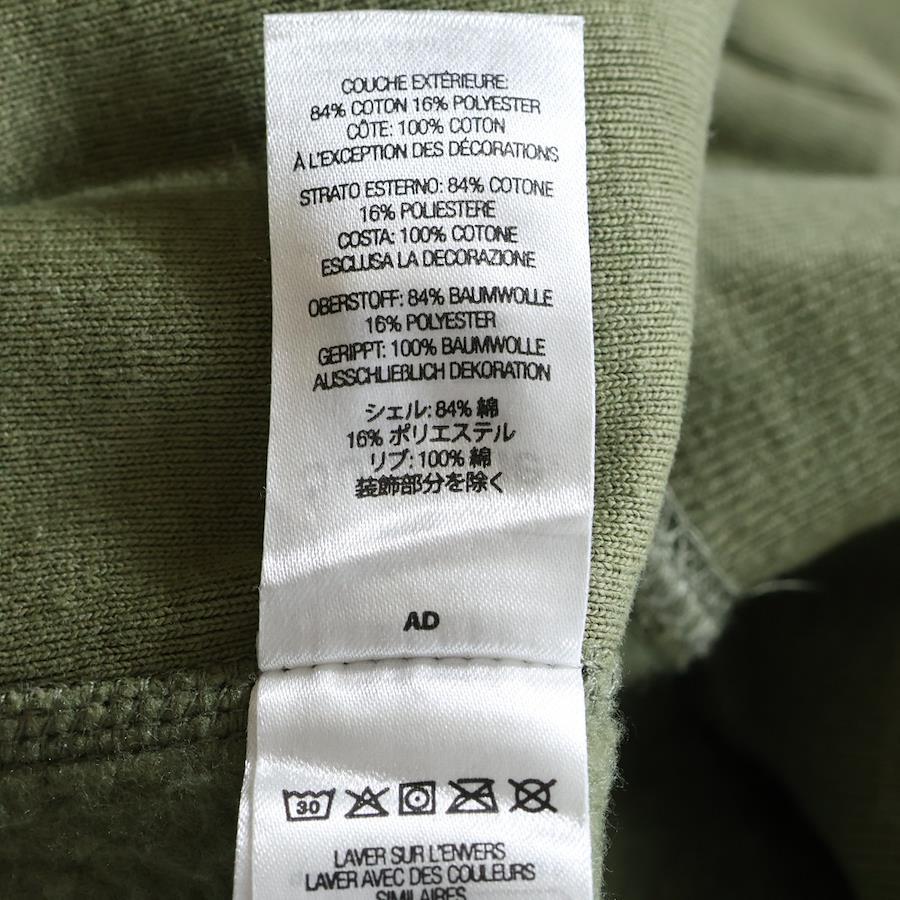 COUCHE EXTÉRIEURE:
84% COTON 16% POLYESTER
CÔTE: 100% COTON
À L'EXCEPTION DES DÉCORATIONS
STRATO ESTERNO: 84% COTONE
16% POLIESTERE
COSTA: 100% COTONE
ESCLUSA LA DECORAZIONE
OBERSTOFF: 84% BAUMWOLLE
16% POLYESTER
GERIPPT: 100% BAUMWOLLE
AUSSCHLIEßLICH DEKORATION
シェル: 84% 綿
16% ポリエステル
リブ: 100% 綿
装飾部分を除く
AD
30
LAVER SUR L'ENVERS
LAVER AVEC DES COULEURS
SIMILAIRES